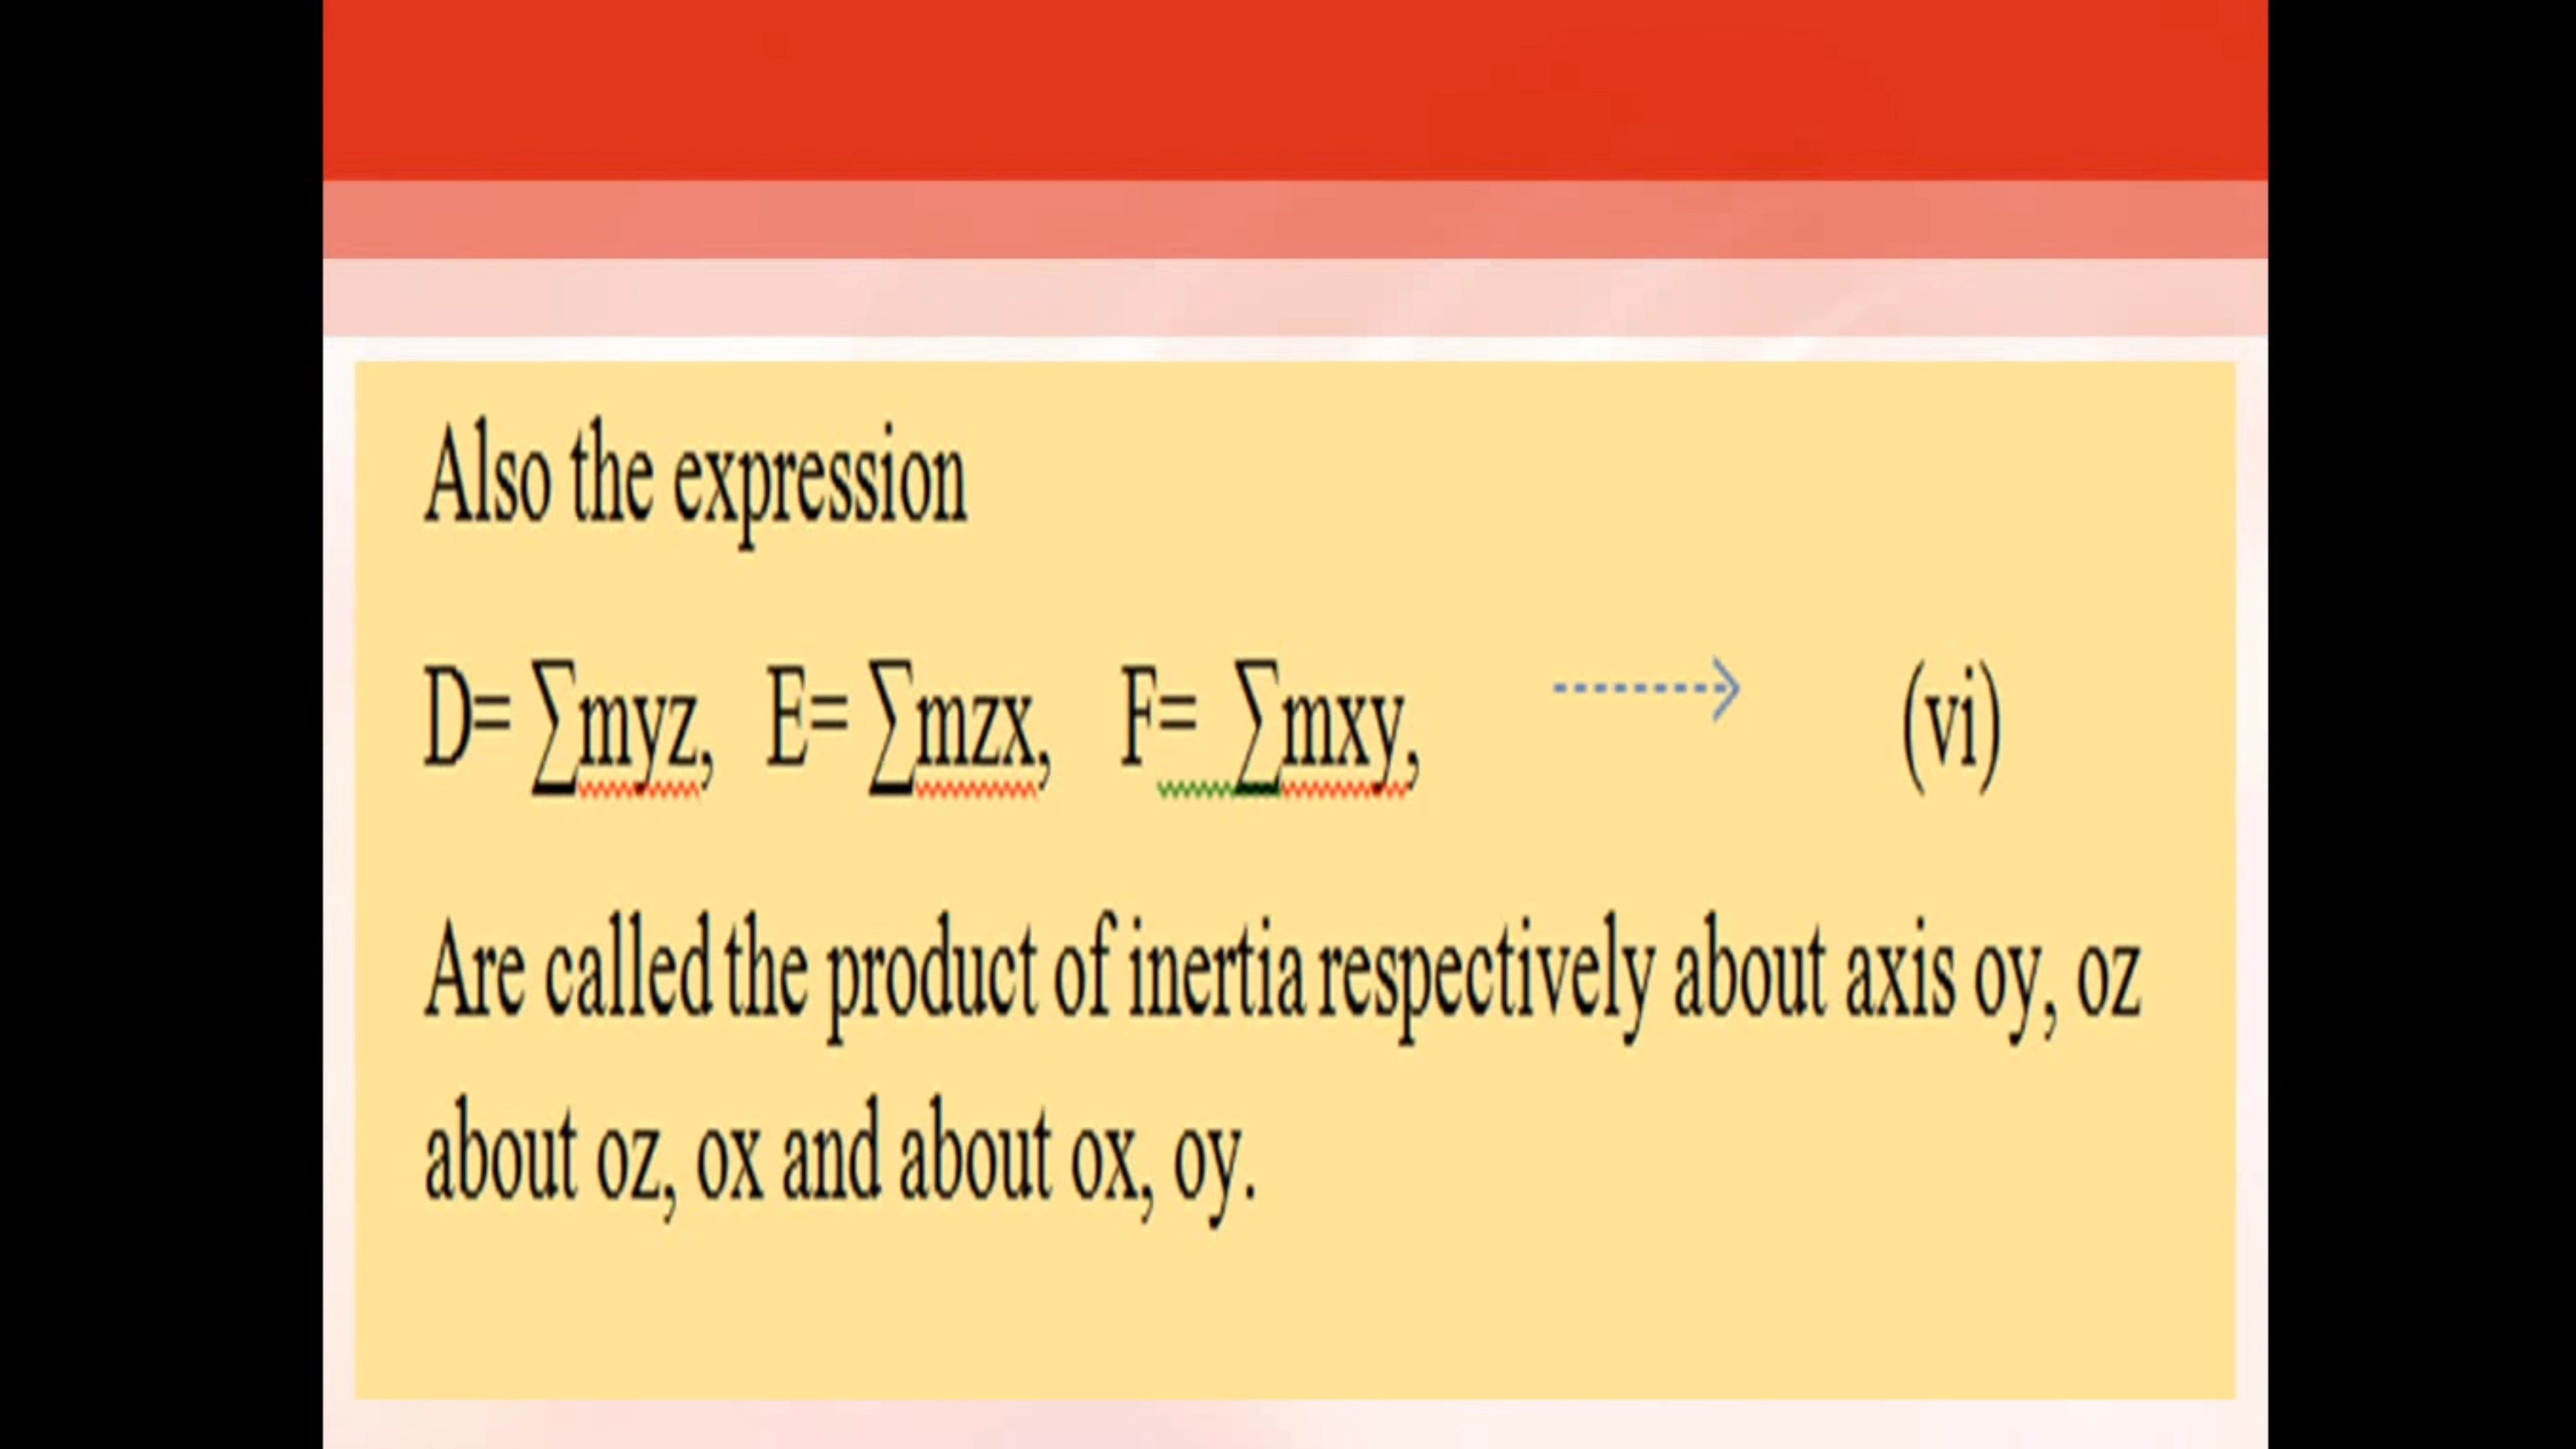 Also the expression
D= ∑myz, E= ∑mzx, F= ∑mxy, (vi)
Are called the product of inertia respectively about axis oy, oz
about oz, ox and about ox, oy.